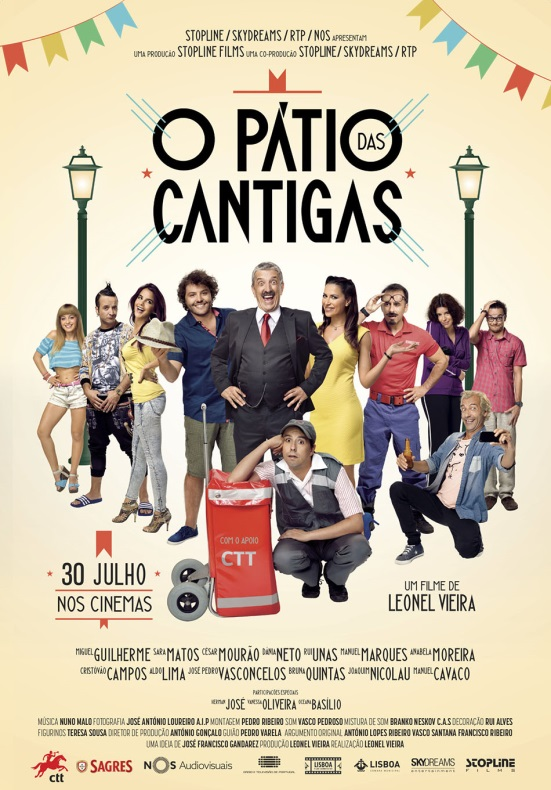 STOPLINE / SKYDREAMS / RTP / NOS APRESENTAM
UMA PRODUÇÃO STOPLINE FILMS UMA CO-PRODUÇÃO STOPLINE / SKYDREAMS / RTP
O PÁTIO DAS
CANTIGAS
COM O APOIO
CTT
30 JULHO
NOS CINEMAS
UM FILME DE
LEONEL VIEIRA
MIGUEL GUILHERME SARA MATOS CÉSAR MOURÃO DÂNIA NETO RUI UNAS MANUEL MARQUES ANABELA MOREIRA
CRISTÓVÃO CAMPOS ALDO LIMA JOSÉ PEDRO VASCONCELOS BRUNA QUINTAS JOAQUIM NICOLAU MANUEL CAVACO
PARTICIPAÇÕES ESPECIAIS
HERMAN JOSÉ VANESSA OLIVEIRA OCEANA BASÍLIO
MÚSICA NUNO MALO FOTOGRAFIA JOSÉ ANTÓNIO LOUREIRO A.I.P MONTAGEM PEDRO RIBEIRO SOM VASCO PEDROSO MISTURA DE SOM BRANKO NESKOV C.A.S DECORAÇÃO RUI ALVES
FIGURINOS TERESA SOUSA DIRETOR DE PRODUÇÃO ANTÓNIO GONÇALO GUIÃO PEDRO VARELA ARGUMENTO ORIGINAL ANTÓNIO LOPES RIBEIRO VASCO SANTANA FRANCISCO RIBEIRO
UMA IDEIA DE JOSÉ FRANCISCO GANDAREZ PRODUÇÃO LEONEL VIEIRA REALIZAÇÃO LEONEL VIEIRA
ctt
SAGRES
NOS Audiovisuais
LISBOA
LISBOA
SKYDREAMS
entertainment
STOPLINE
FILMS